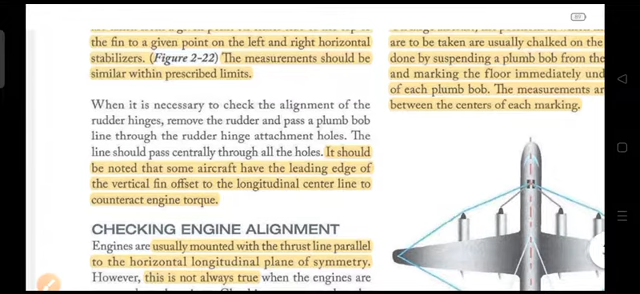 the fin to a given point on the left and right horizontal
stabilizers. (Figure 2-22) The measurements should be
similar within prescribed limits.
When it is necessary to check the alignment of the
rudder hinges, remove the rudder and pass a plumb bob
line through the rudder hinge attachment holes. The
line should pass centrally through all the holes. It should
be noted that some aircraft have the leading edge of
the vertical fin offset to the longitudinal center line to
counteract engine torque.
CHECKING ENGINE ALIGNMENT
Engines are usually mounted with the thrust line parallel
to the horizontal longitudinal plane of symmetry.
However, this is not always true when the engines are
are to be taken are usually chalked on the
done by suspending a plumb bob from the
and marking the floor immediately und
of each plumb bob. The measurements ar
between the centers of each marking.